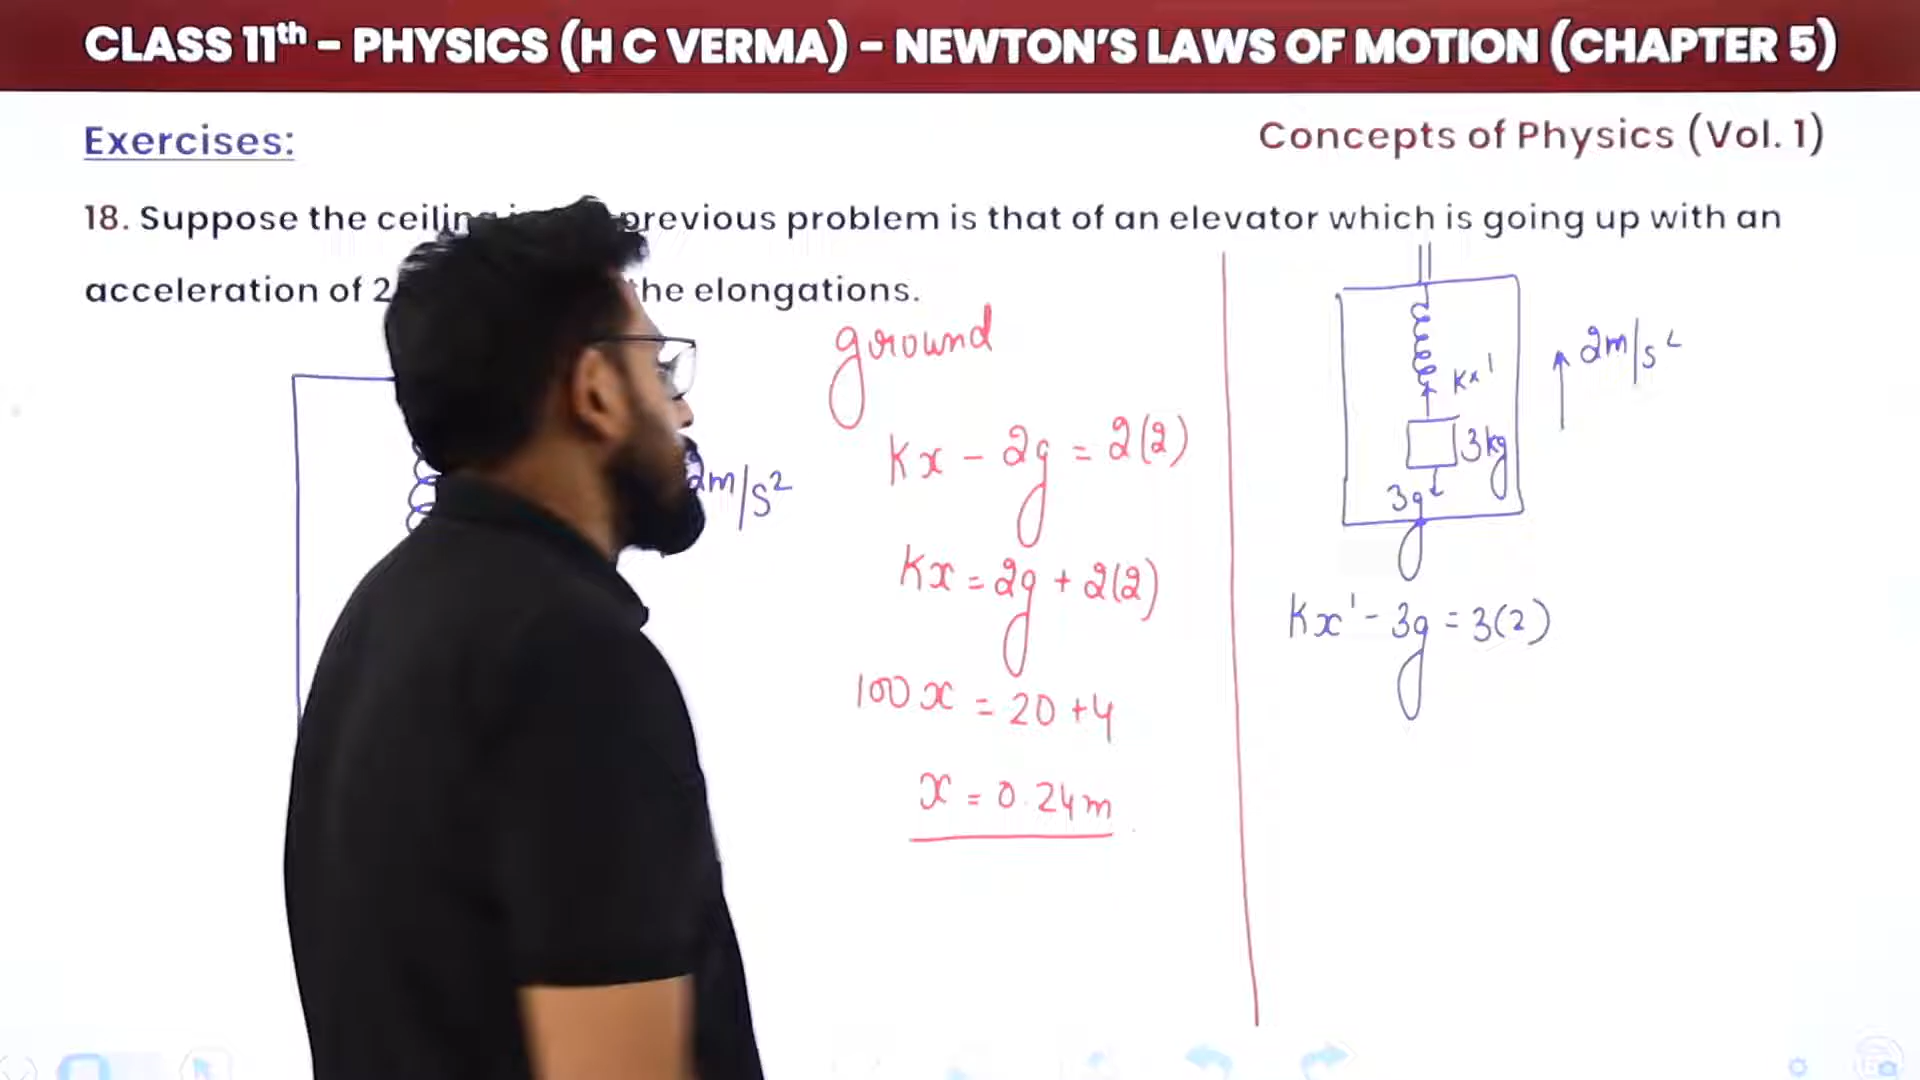 CLASS 11th – PHYSICS (H C VERMA) – NEWTON'S LAWS OF MOTION (CHAPTER 5)
Exercises:
Concepts of Physics (Vol. 1)
18. Suppose the ceiling previous problem is that of an elevator which is going up with an
acceleration of 2 the elongations.
2m/s²
ground
Kx - 2g = 2(2)
Kx = 2g + 2(2)
100x = 20 + 4
x = 0.24m
Kx'
3kg
3g
2m/s²
Kx' - 3g = 3(2)